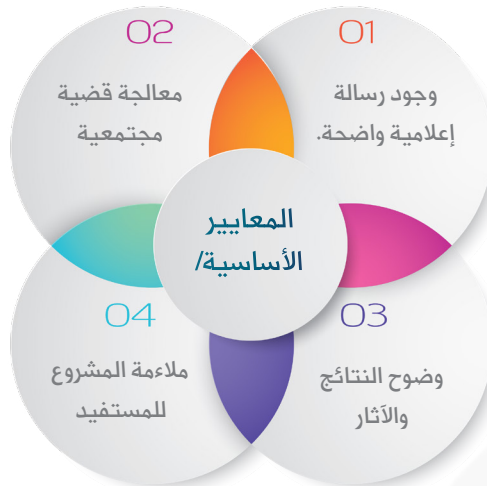 المعايير
الأساسية/
01
وجود رسالة
إعلامية واضحة.
02
معالجة قضية
مجتمعية
03
وضوح النتائج
والآثار
04
ملاءمة المشروع
للمستفيد